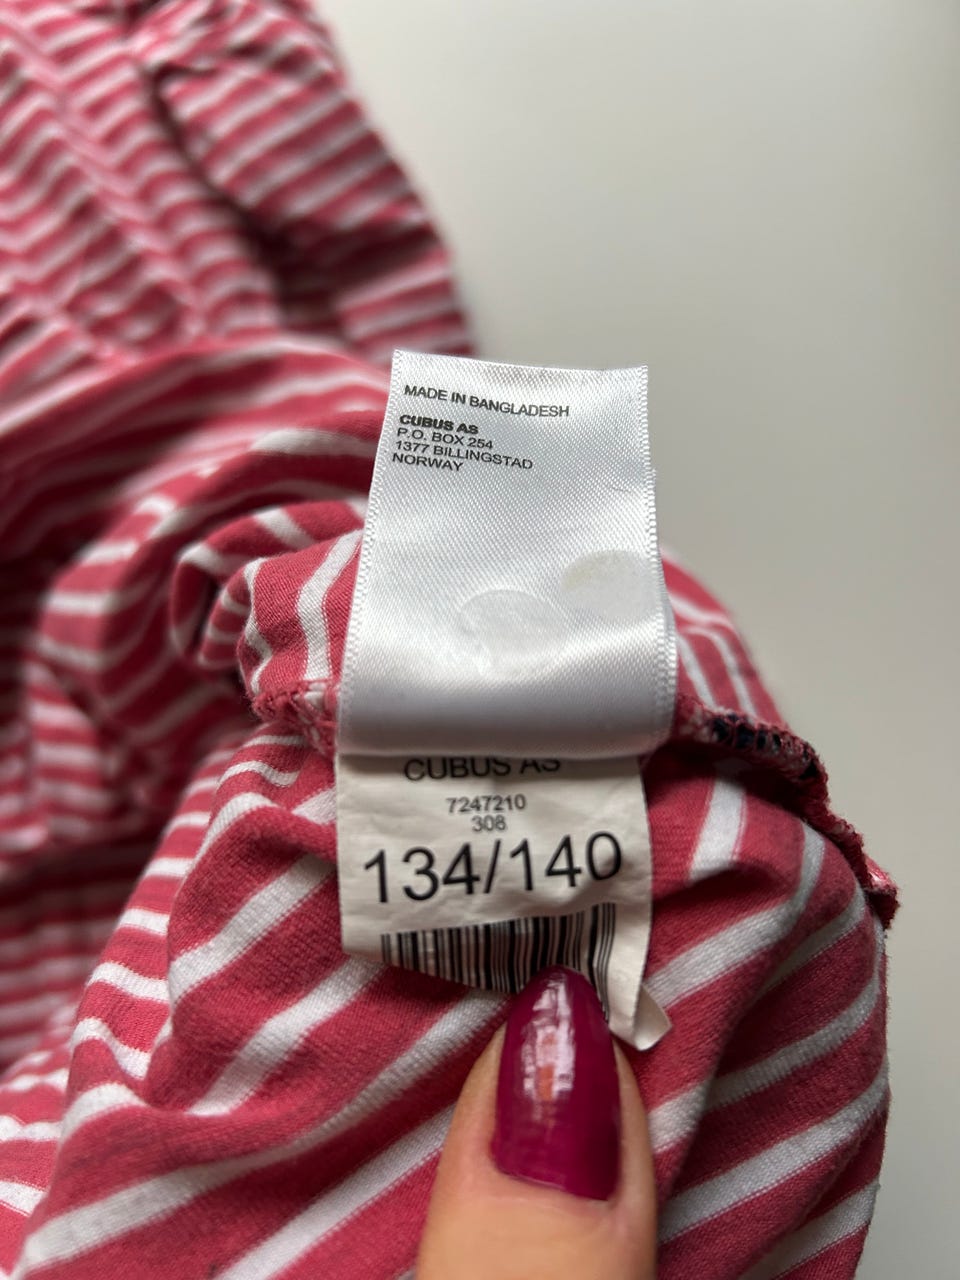 MADE IN BANGLADESH
CUBUS AS
P.O. BOX 254
1377 BILLINGSTAD
NORWAY
CUBUS AS
7247210
308
134/140